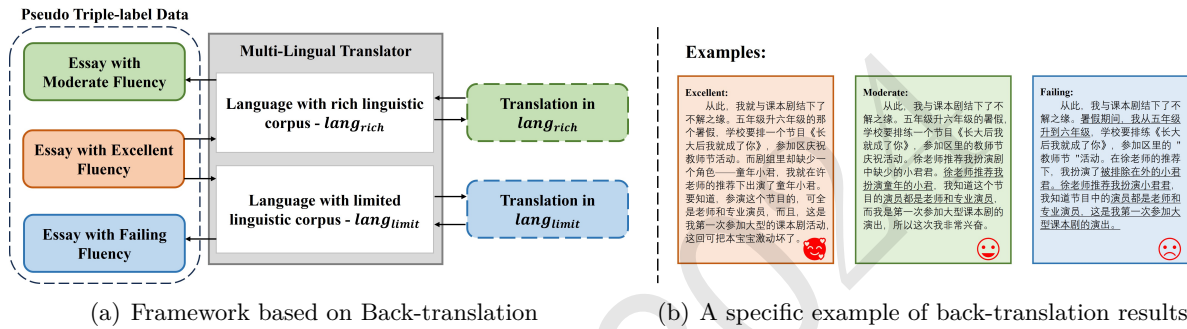 Pseudo Triple-label Data
Essay with
Moderate Fluency
Essay with Excellent
Fluency
Essay with Failing
Fluency
Multi-Lingual Translator
Language with rich linguistic
corpus - lang_rich
Language with limited
linguistic corpus - lang_limit
Translation in
lang_rich
Translation in
lang_limit
(a) Framework based on Back-translation
Examples:
Excellent:
从此，我就与课本剧结下了
不解之缘。五年级升六年级的那
个暑假，学校要排一个节目《长
大后我就成了你》，参加区庆祝
教师节活动。而剧组里却缺少一
个角色——童年小君，我就在许
老师的推荐下出演了童年小君。
要知道，参演这个节目的，可全
是老师和专业演员，而且，这是
我第一次参加大型的课本剧活动，
这回可把本宝宝激动坏了。
Moderate:
从此，我与课本剧结下了不
解之缘。五年级升六年级的暑假，
学校要排练一个节目《长大后我
就成了你》，参加区里的教师节
庆祝活动。徐老师推荐我扮演剧
中缺少的小君君。徐老师推荐我
扮演童年的小君，我知道这个节
目的演员都是老师和专业演员，
而我是第一次参加大型课本剧的
演出，所以这次我非常兴奋。
Failing:
从此，我与课本剧结下了不
解之缘。暑假期间，我从五年级
升到六年级，学校要排练《长大
后我就成了你》，参加区里的 "
教师节 "活动。在徐老师的推荐
下，我扮演了被排除在外的小君
君。徐老师推荐我扮演小君君，
我知道节目中的演员都是老师和
专业演员，这是我第一次参加大
型课本剧的演出。
(b) A specific example of back-translation results